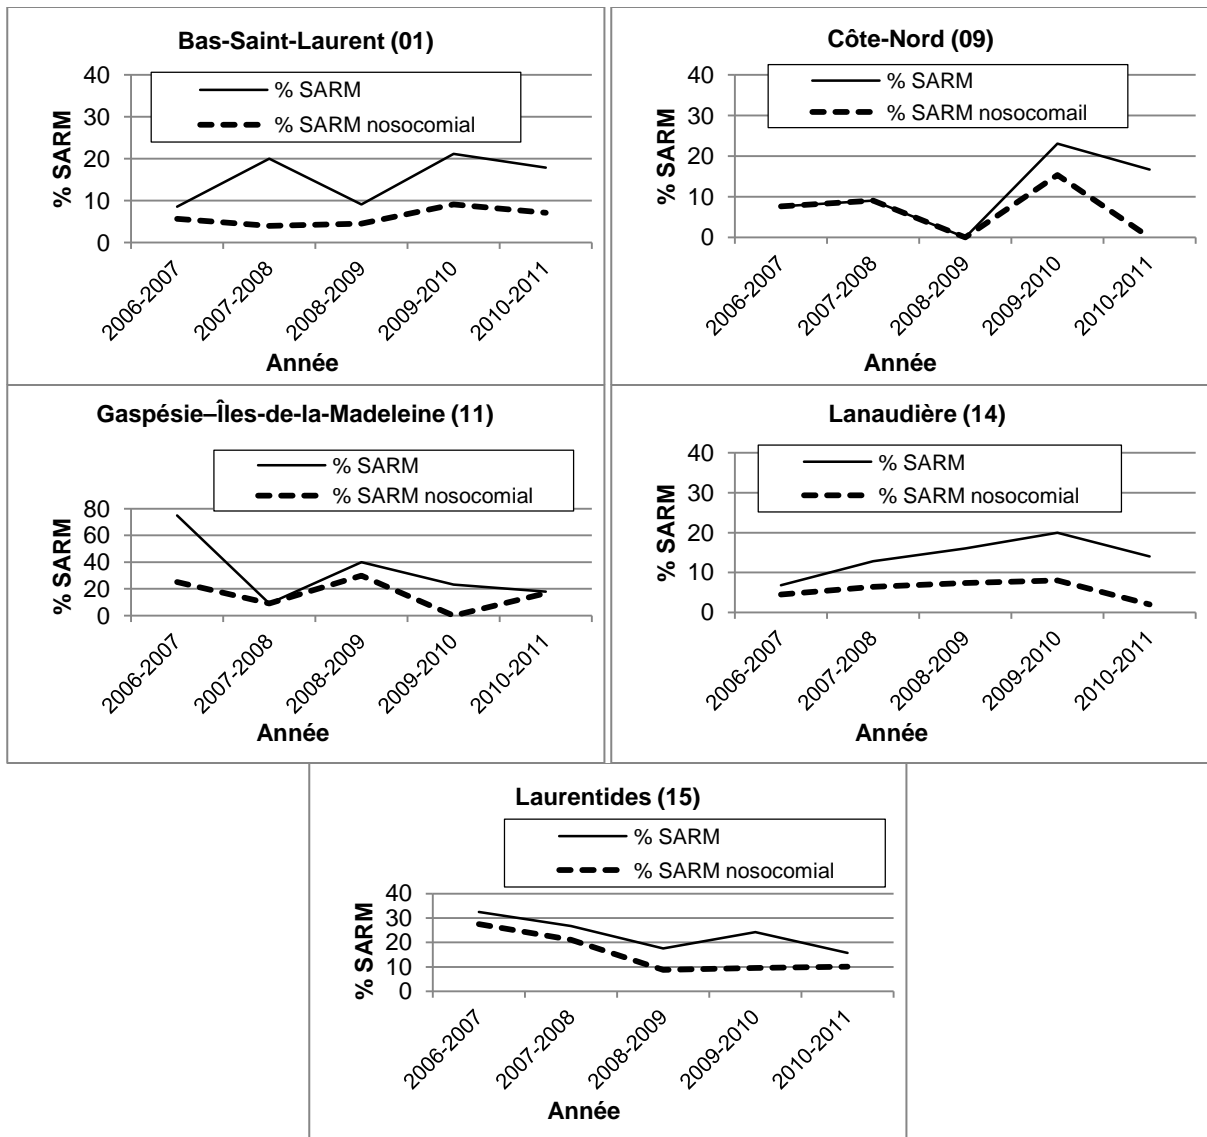 Bas-Saint-Laurent (01)
% SARM
% SARM nosocomial
40
30
20
10
0
% SARM
2006-2007
2007-2008
2008-2009
2009-2010
2010-2011
Année
Côte-Nord (09)
% SARM
% SARM nosocomail
40
30
20
10
0
% SARM
2006-2007
2007-2008
2008-2009
2009-2010
2010-2011
Année
Gaspésie–Îles-de-la-Madeleine (11)
% SARM
% SARM nosocomial
80
60
40
20
0
% SARM
2006-2007
2007-2008
2008-2009
2009-2010
2010-2011
Année
Lanaudière (14)
% SARM
% SARM nosocomial
40
30
20
10
0
% SARM
2006-2007
2007-2008
2008-2009
2009-2010
2010-2011
Année
Laurentides (15)
% SARM
% SARM nosocomial
40
30
20
10
0
% SARM
2006-2007
2007-2008
2008-2009
2009-2010
2010-2011
Année